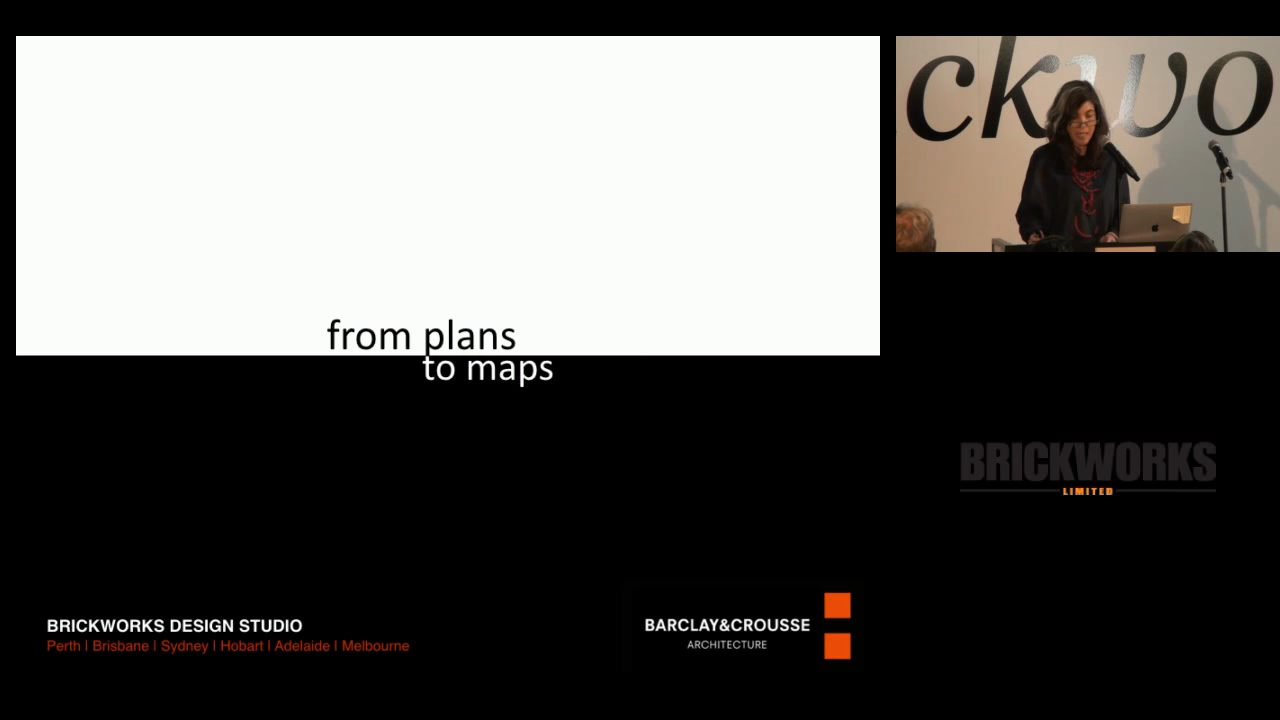 from plans
to maps
ckwo
BRICKWORKS
LIMITED
BRICKWORKS DESIGN STUDIO
Perth | Brisbane | Sydney | Hobart | Adelaide | Melbourne
BARCLAY&CROUSSE
ARCHITECTURE